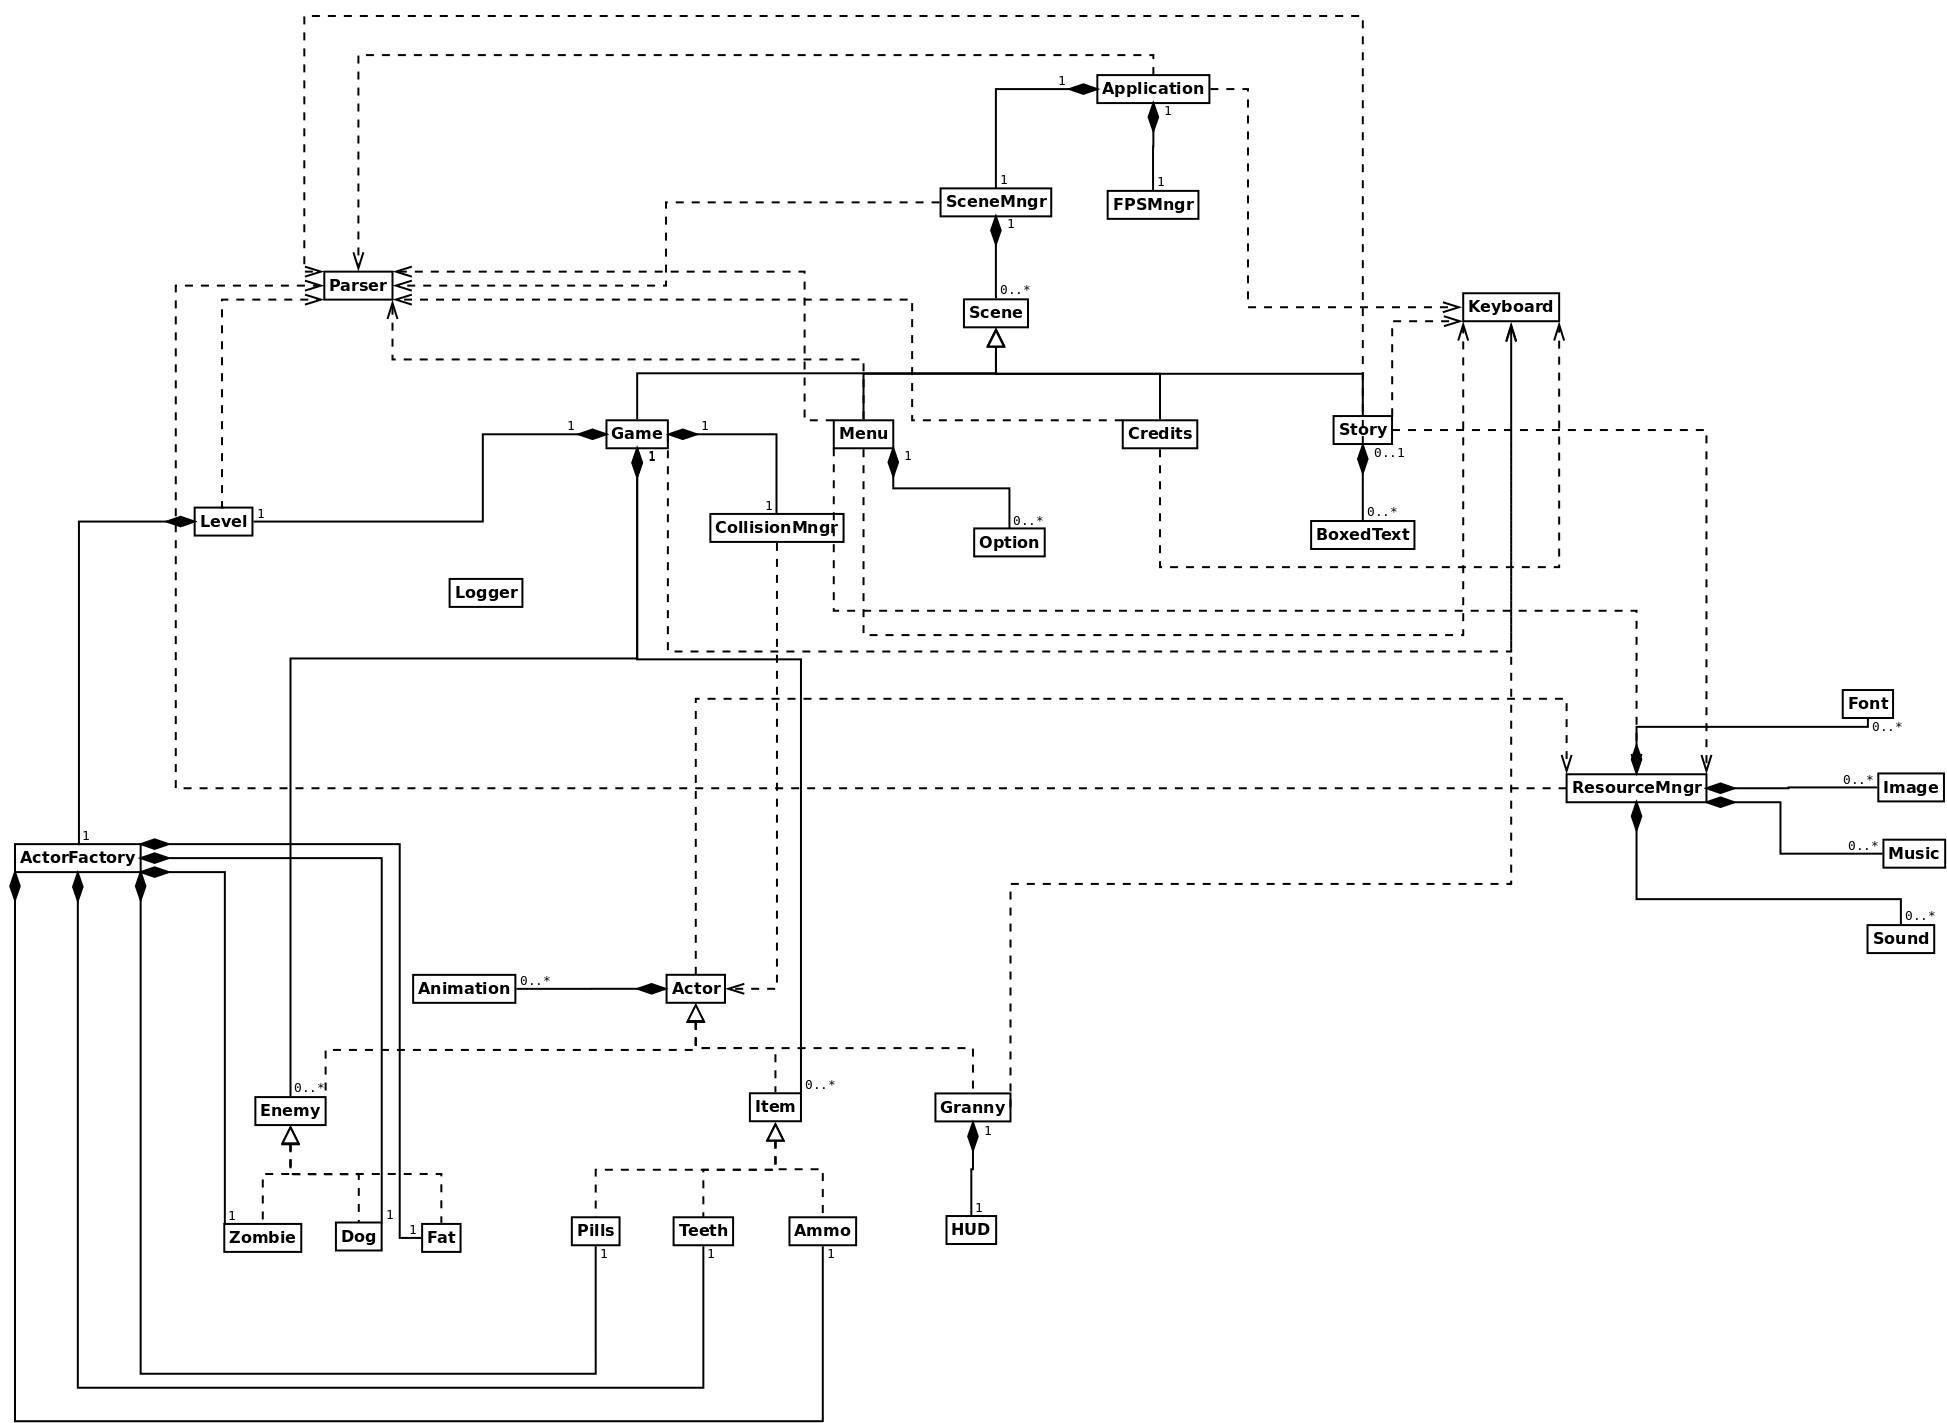 1
Application
1
1
SceneMngr
1
FPSMngr
1
Parser
0..*
Scene
Keyboard
1
Game
1
1
Menu
1
Credits
Story
0..1
Level
1
1
CollisionMngr
0..*
Option
0..*
BoxedText
Logger
Font
0..*
ResourceMngr
0..*
Image
0..*
Music
0..*
Sound
1
ActorFactory
Animation
0..*
Actor
0..*
Enemy
0..*
Item
Granny
1
1
Zombie
1
Dog
1
Fat
Pills
1
Teeth
1
Ammo
1
1
HUD